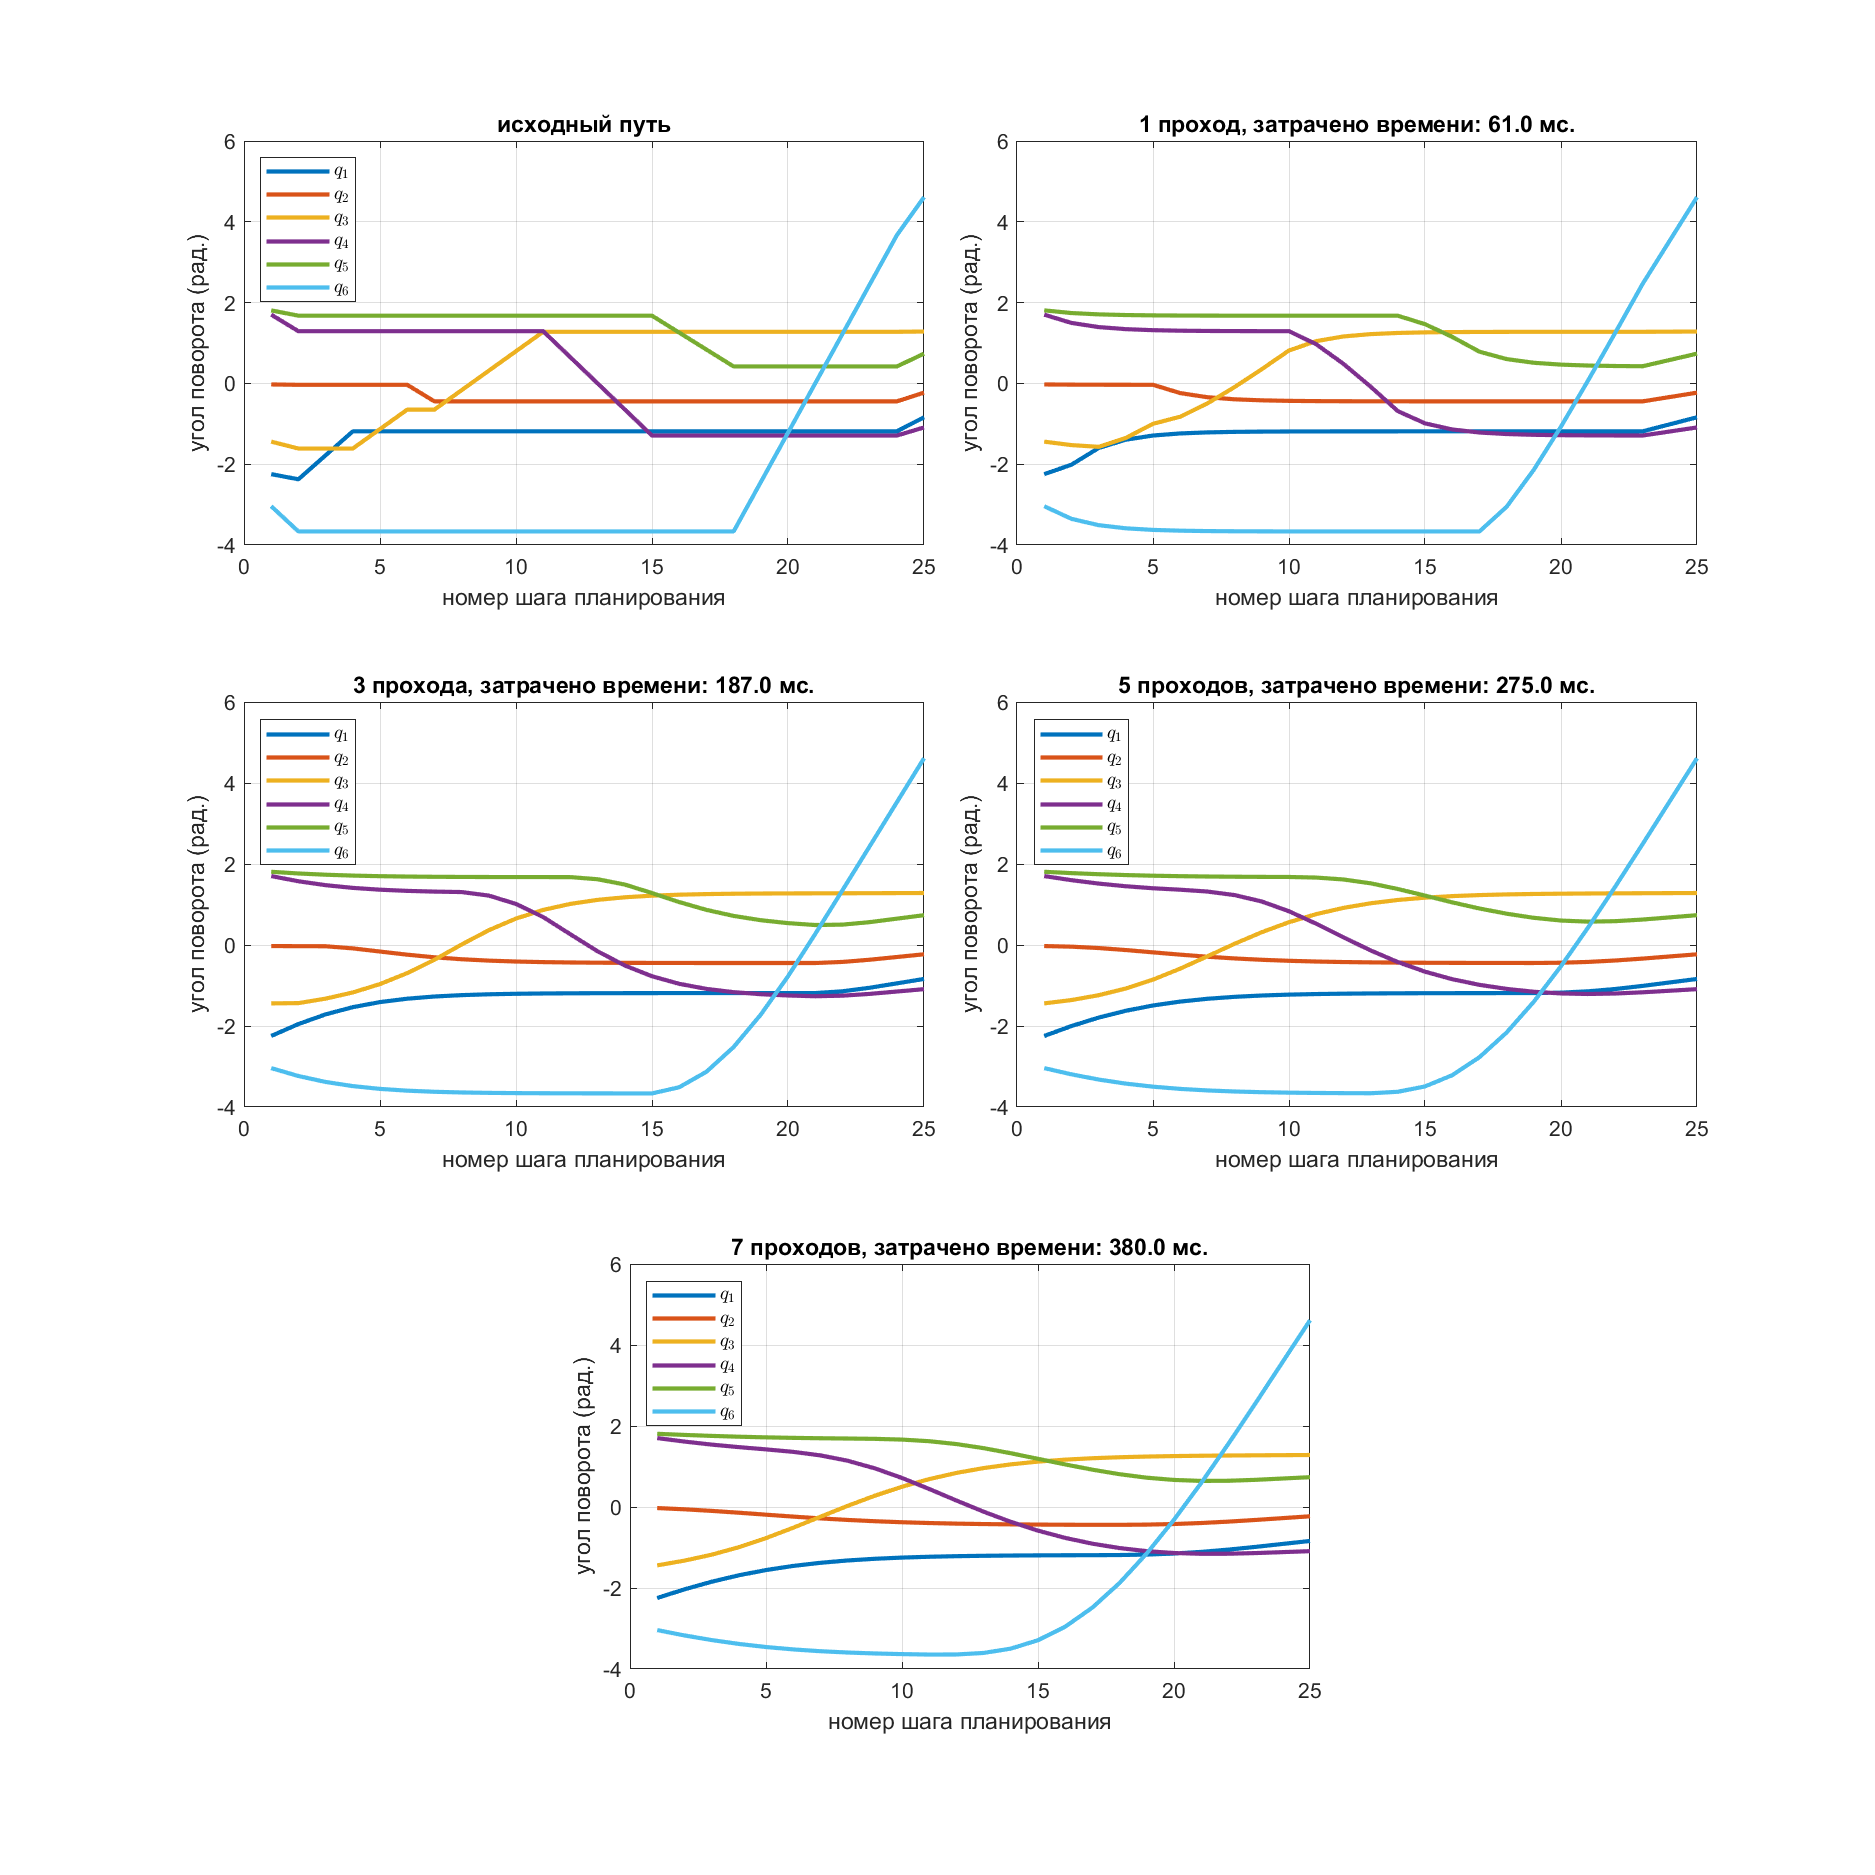 исходный путь
6
4
2
0
-2
-4
угол поворота (рад.)
q1
q2
q3
q4
q5
q6
0 5 10 15 20 25
номер шага планирования
1 проход, затрачено времени: 61.0 мс.
6
4
2
0
-2
-4
угол поворота (рад.)
0 5 10 15 20 25
номер шага планирования
3 прохода, затрачено времени: 187.0 мс.
6
4
2
0
-2
-4
угол поворота (рад.)
q1
q2
q3
q4
q5
q6
0 5 10 15 20 25
номер шага планирования
5 проходов, затрачено времени: 275.0 мс.
6
4
2
0
-2
-4
угол поворота (рад.)
q1
q2
q3
q4
q5
q6
0 5 10 15 20 25
номер шага планирования
7 проходов, затрачено времени: 380.0 мс.
6
4
2
0
-2
-4
угол поворота (рад.)
q1
q2
q3
q4
q5
q6
0 5 10 15 20 25
номер шага планирования